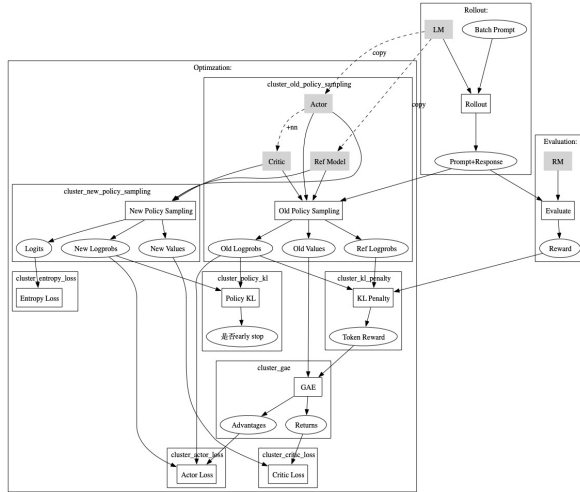 Rollout:
LM
Batch Prompt
Optimzation:
copy
cluster_old_policy_sampling
Actor
copy
Rollout
+nn
Evaluation:
Critic
Ref Model
Prompt+Response
RM
cluster_new_policy_sampling
New Policy Sampling
Old Policy Sampling
Evaluate
Logits
New Logprobs
New Values
Old Logprobs
Old Values
Ref Logprobs
Reward
cluster_entropy_loss
cluster_policy_kl
cluster_kl_penalty
Entropy Loss
Policy KL
KL Penalty
是否early stop
Token Reward
cluster_gae
GAE
Advantages
Returns
cluster_actor_loss
cluster_critic_loss
Actor Loss
Critic Loss